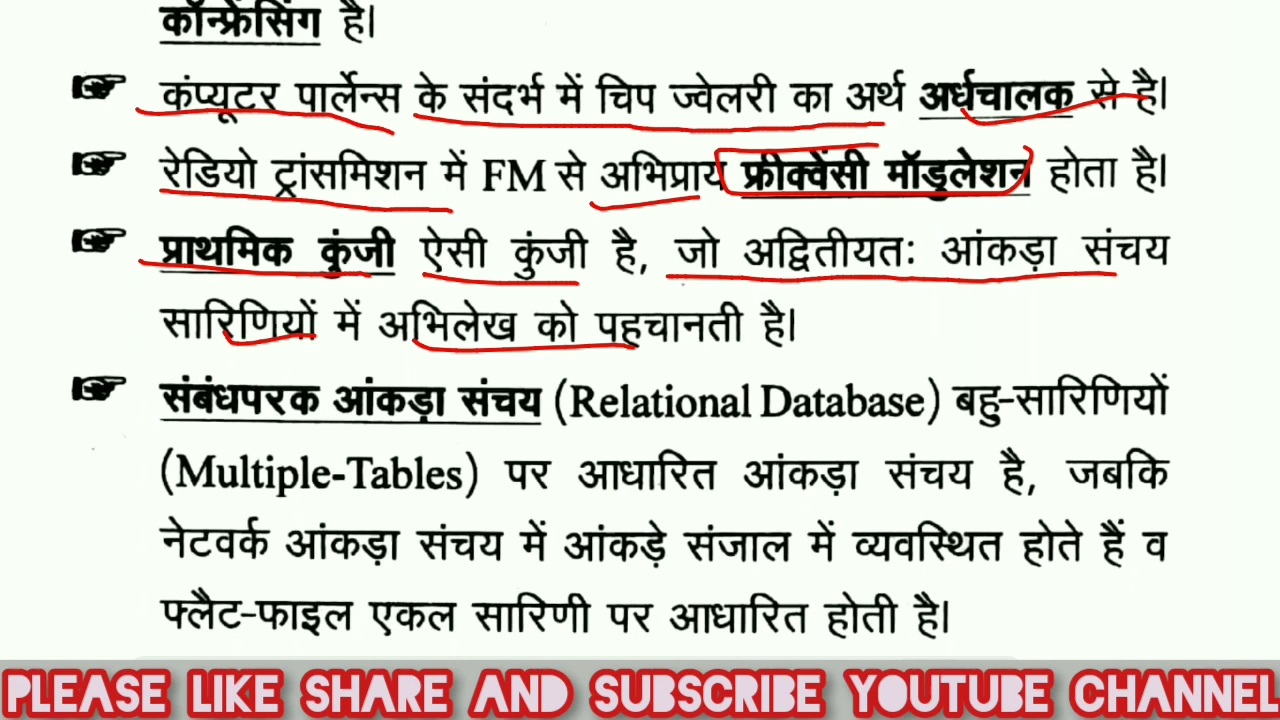 कॉन्फ्रेंसिंग है।
कंप्यूटर पार्लेन्स के संदर्भ में चिप ज्वेलरी का अर्थ अर्धचालक से है।
रेडियो ट्रांसमिशन में FM से अभिप्राय फ्रीक्वेंसी मॉडुलेशन होता है।
प्राथमिक कुंजी ऐसी कुंजी है, जो अद्वितीयतः आंकड़ा संचय
सारिणियों में अभिलेख को पहचानती है।
संबंधपरक आंकड़ा संचय (Relational Database) बहु-सारिणियों
(Multiple-Tables) पर आधारित आंकड़ा संचय है, जबकि
नेटवर्क आंकड़ा संचय में आंकड़े संजाल में व्यवस्थित होते हैं व
फ्लैट-फाइल एकल सारिणी पर आधारित होती है।
PLEASE LIKE SHARE AND SUBSCRIBE YOUTUBE CHANNEL